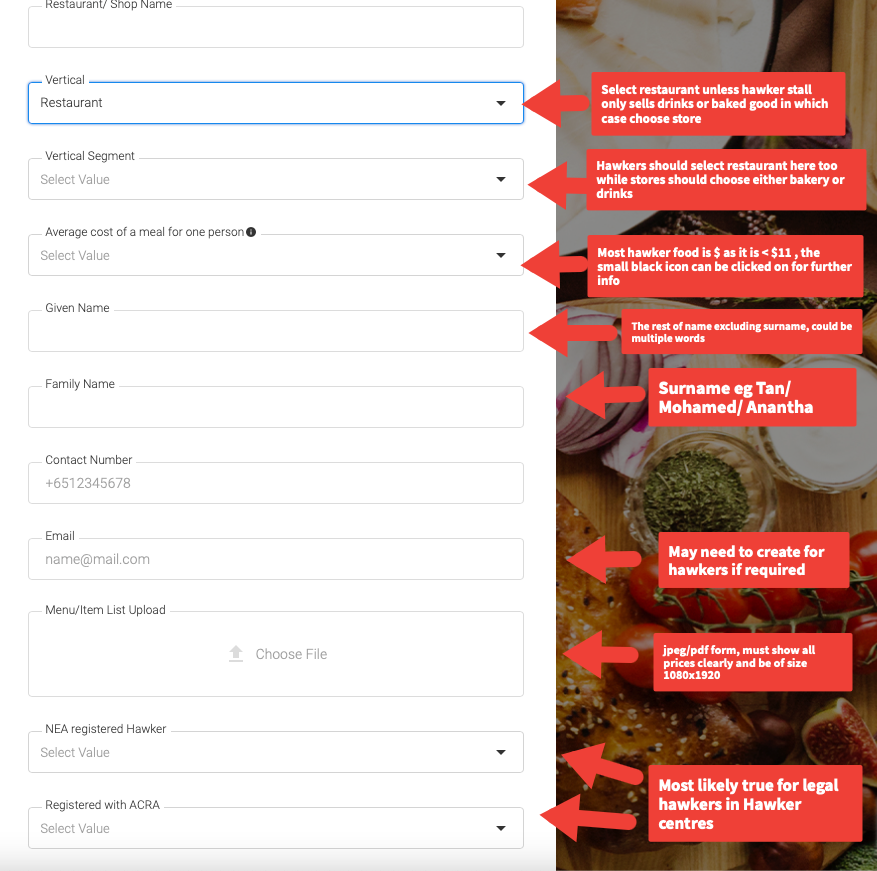 Restaurant/ Shop Name
Vertical
Restaurant
Select restaurant unless hawker stall
only sells drinks or baked good in which
case choose store
Vertical Segment
Select Value
Hawkers should select restaurant here too
while stores should choose either bakery or
drinks
Average cost of a meal for one person
Select Value
Most hawker food is $ as it is < $11 , the
small black icon can be clicked on for further
info
Given Name
The rest of name excluding surname, could be
multiple words
Family Name
Surname eg Tan/
Mohamed/ Anantha
Contact Number
+6512345678
Email
name@mail.com
May need to create for
hawkers if required
Menu/Item List Upload
Choose File
jpeg/pdf form, must show all
prices clearly and be of size
1080x1920
NEA registered Hawker
Select Value
Registered with ACRA
Select Value
Most likely true for legal
hawkers in Hawker
centres